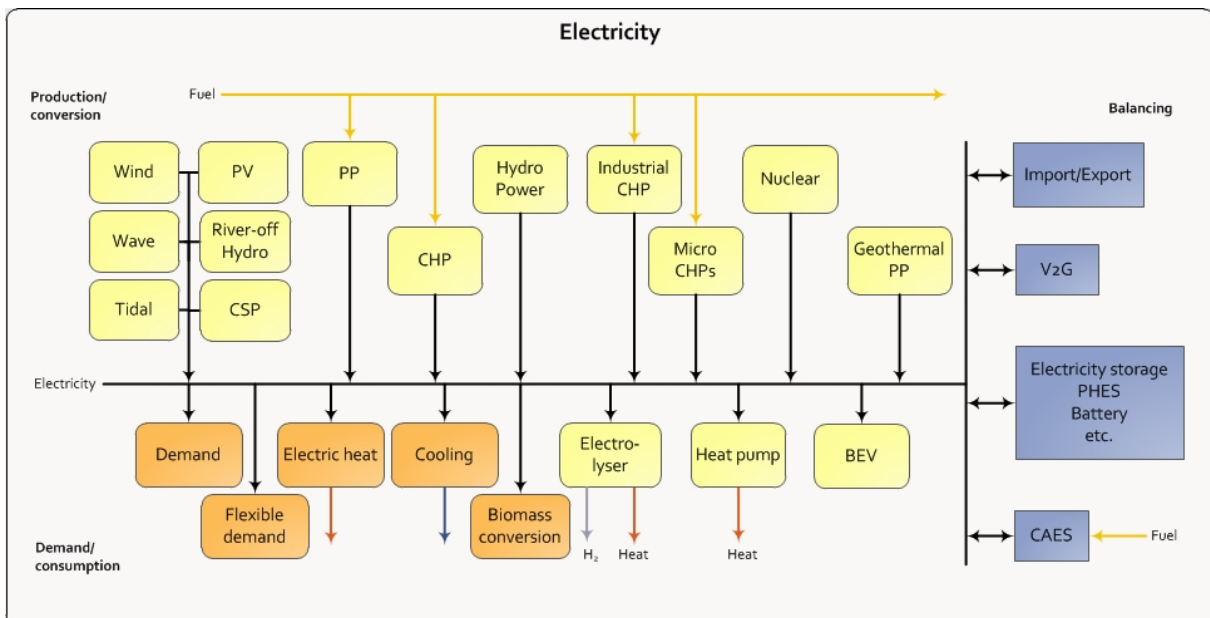 Electricity
Production/
conversion
Fuel
Balancing
Wind
PV
PP
Hydro
Power
Industrial
CHP
Nuclear
Import/Export
Wave
River-off
Hydro
CHP
Micro
CHPs
Geothermal
PP
V2G
Tidal
CSP
Electricity
Electricity storage
PHES
Battery
etc.
Demand
Electric heat
Cooling
Electro-
lyser
Heat pump
BEV
Flexible
demand
Biomass
conversion
Demand/
consumption
H₂
Heat
Heat
CAES
Fuel